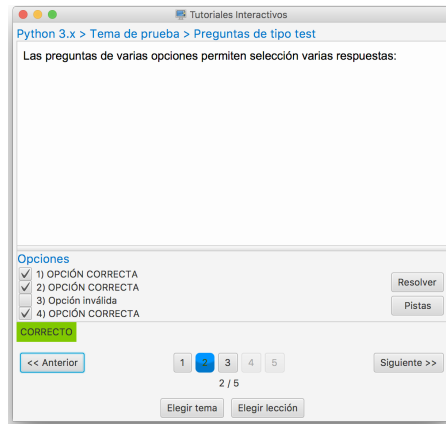 Tutoriales Interactivos
Python 3.x > Tema de prueba > Preguntas de tipo test
Las preguntas de varias opciones permiten selección varias respuestas:
Opciones
1) OPCIÓN CORRECTA
2) OPCIÓN CORRECTA
3) Opción inválida
4) OPCIÓN CORRECTA
Resolver
Pistas
CORRECTO
<< Anterior
1 2 3 4 5
Siguiente >>
2 / 5
Elegir tema
Elegir lección